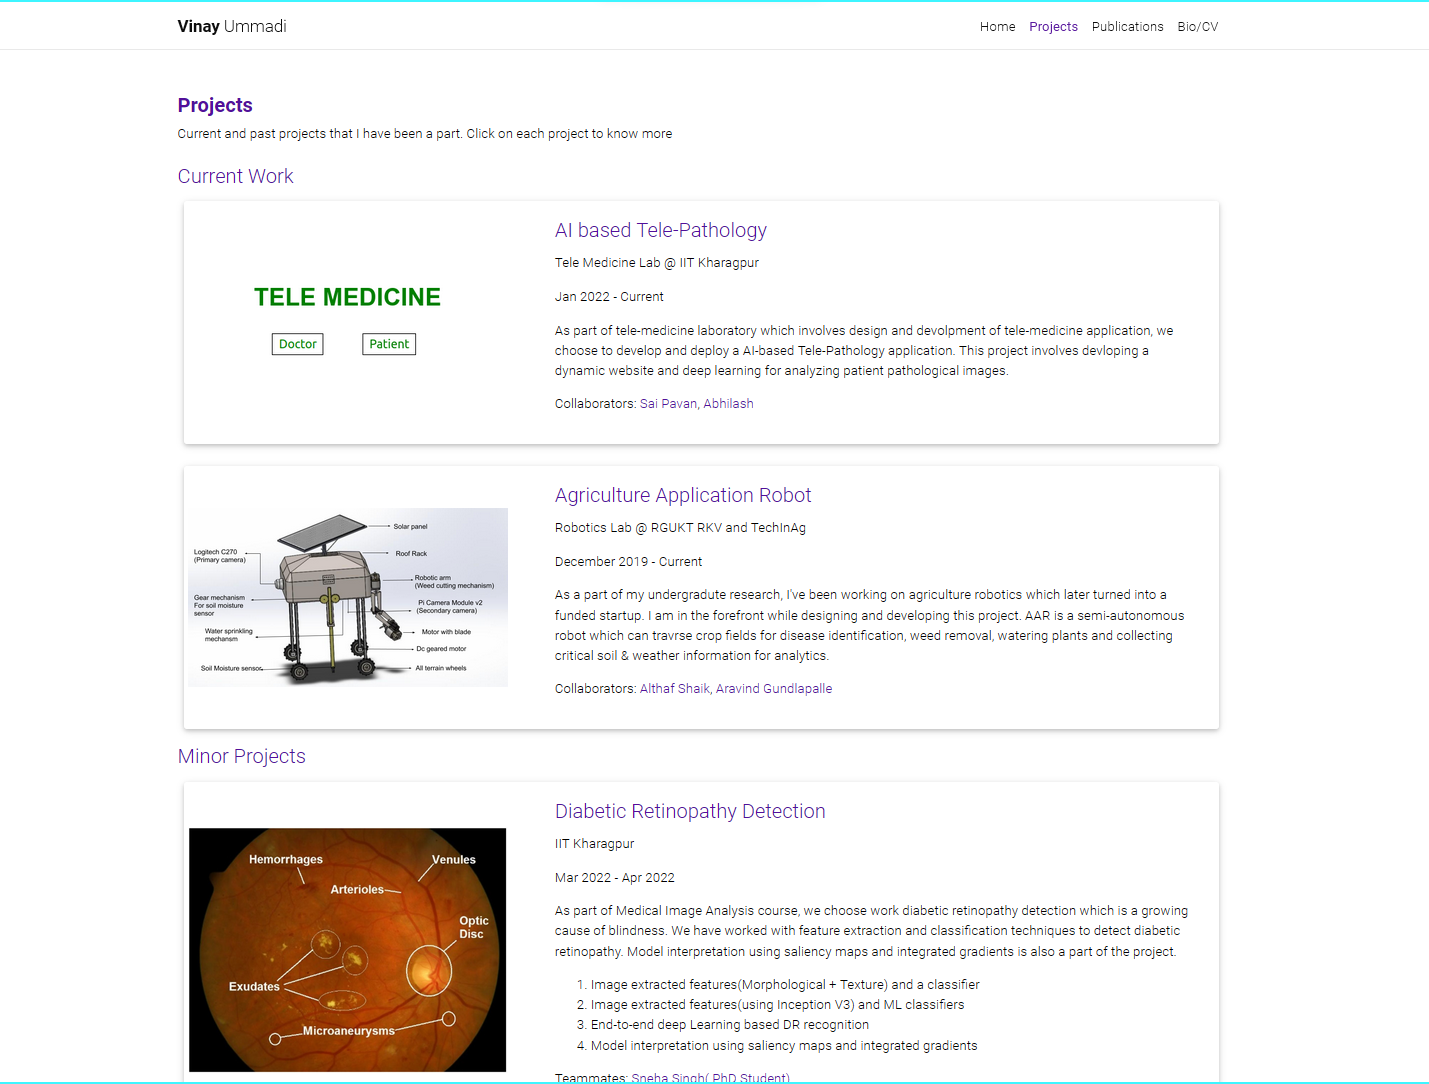 Vinay Ummadi
Home Projects Publications Bio/CV
Projects
Current and past projects that I have been a part. Click on each project to know more
Current Work
TELE MEDICINE
Doctor Patient
AI based Tele-Pathology
Tele Medicine Lab @ IIT Kharagpur
Jan 2022 - Current
As part of tele-medicine laboratory which involves design and devolpment of tele-medicine application, we
choose to develop and deploy a AI-based Tele-Pathology application. This project involves devloping a
dynamic website and deep learning for analyzing patient pathological images.
Collaborators: Sai Pavan, Abhilash
Solar panel
Logitech C270
(Primary camera)
Roof Rack
Robotic arm
(Weed cutting mechanism)
Gear mechanism
For soil moisture
sensor
Pi Camera Module v2
(Secondary camera)
Water sprinkling
mechansm
Motor with blade
Dc geared motor
Soil Moisture sensor
All terrain wheels
Agriculture Application Robot
Robotics Lab @ RGUKT RKV and TechInAg
December 2019 - Current
As a part of my undergradute research, I've been working on agriculture robotics which later turned into a
funded startup. I am in the forefront while designing and developing this project. AAR is a semi-autonomous
robot which can travrse crop fields for disease identification, weed removal, watering plants and collecting
critical soil & weather information for analytics.
Collaborators: Althaf Shaik, Aravind Gundlapalle
Minor Projects
Hemorrhages
Venules
Arterioles
Optic
Disc
Exudates
Microaneurysms
Diabetic Retinopathy Detection
IIT Kharagpur
Mar 2022 - Apr 2022
As part of Medical Image Analysis course, we choose work diabetic retinopathy detection which is a growing
cause of blindness. We have worked with feature extraction and classification techniques to detect diabetic
retinopathy. Model interpretation using saliency maps and integrated gradients is also a part of the project.
1. Image extracted features(Morphological + Texture) and a classifier
2. Image extracted features(using Inception V3) and ML classifiers
3. End-to-end deep Learning based DR recognition
4. Model interpretation using saliency maps and integrated gradients
Teammates: Sneha Singh( PhD Student)